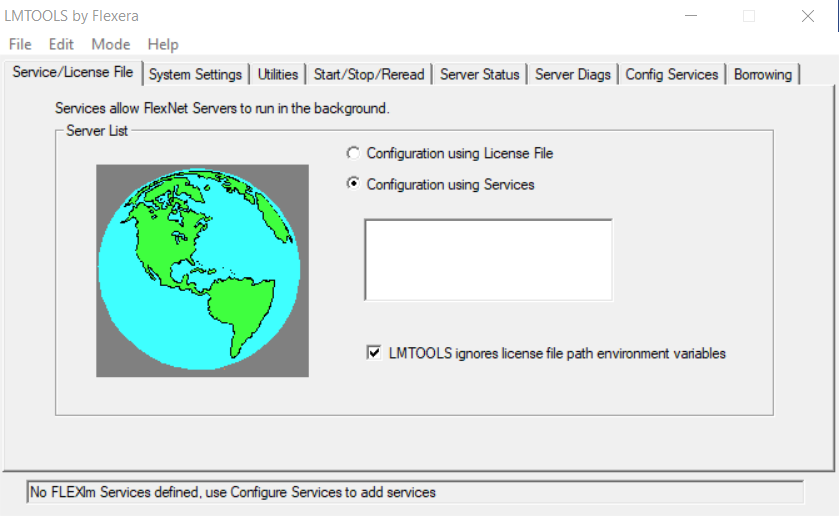 LMTOOLS by Flexera
File Edit Mode Help
Service/License File System Settings Utilities Start/Stop/Reread Server Status Server Diags Config Services Borrowing
Services allow FlexNet Servers to run in the background.
Server List
Configuration using License File
Configuration using Services
LMTOOLS ignores license file path environment variables
No FLEXlm Services defined, use Configure Services to add services